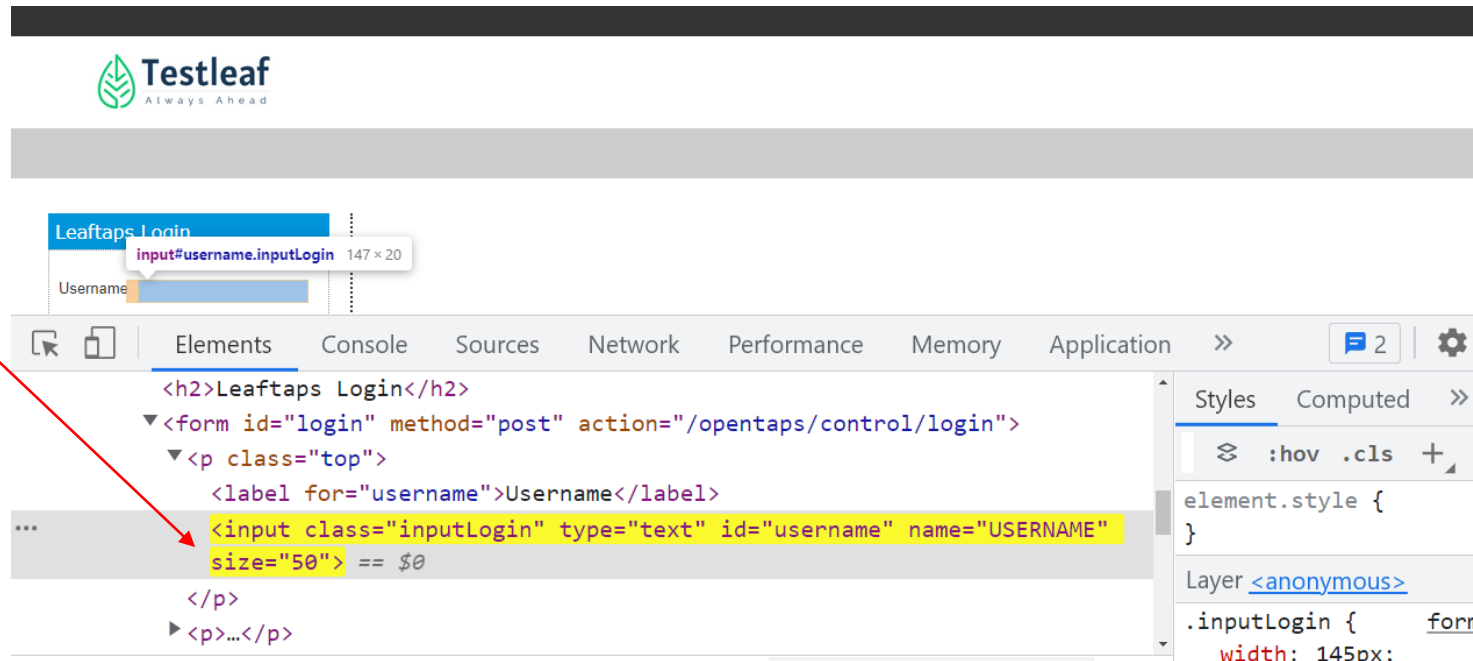 Testleaf
Always Ahead
Leaftaps Login
input#username.inputLogin 147 × 20
Username
Elements Console Sources Network Performance Memory Application » 2
<h2>Leaftaps Login</h2>
▼<form id="login" method="post" action="/opentaps/control/login">
▼<p class="top">
<label for="username">Username</label>
<input class="inputLogin" type="text" id="username" name="USERNAME"
size="50"> == $0
</p>
▶<p>…</p>
Styles Computed »
:hov .cls +
element.style {
}
Layer <anonymous>
.inputLogin { form
width: 145px;